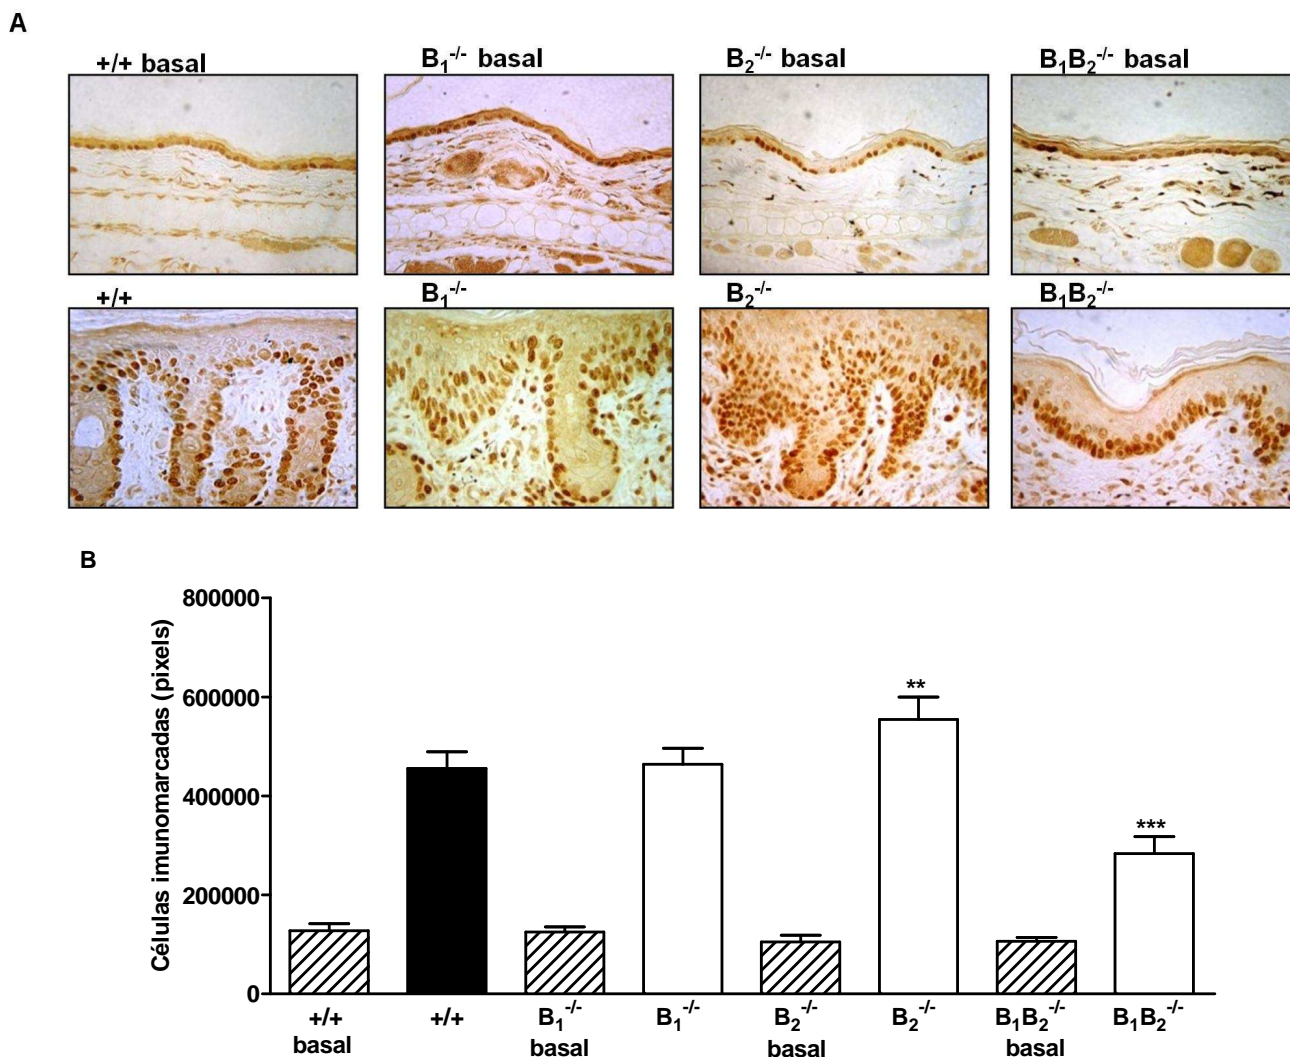 A
+/+ basal
B1-/- basal
B2-/- basal
B1B2-/- basal
+/+
B1-/-
B2-/-
B1B2-/-
B
Células imunomarcadas (pixels)
800000
600000
400000
200000
0
**
***
+/+ basal
+/+
B1-/- basal
B1-/-
B2-/- basal
B2-/-
B1B2-/- basal
B1B2-/-